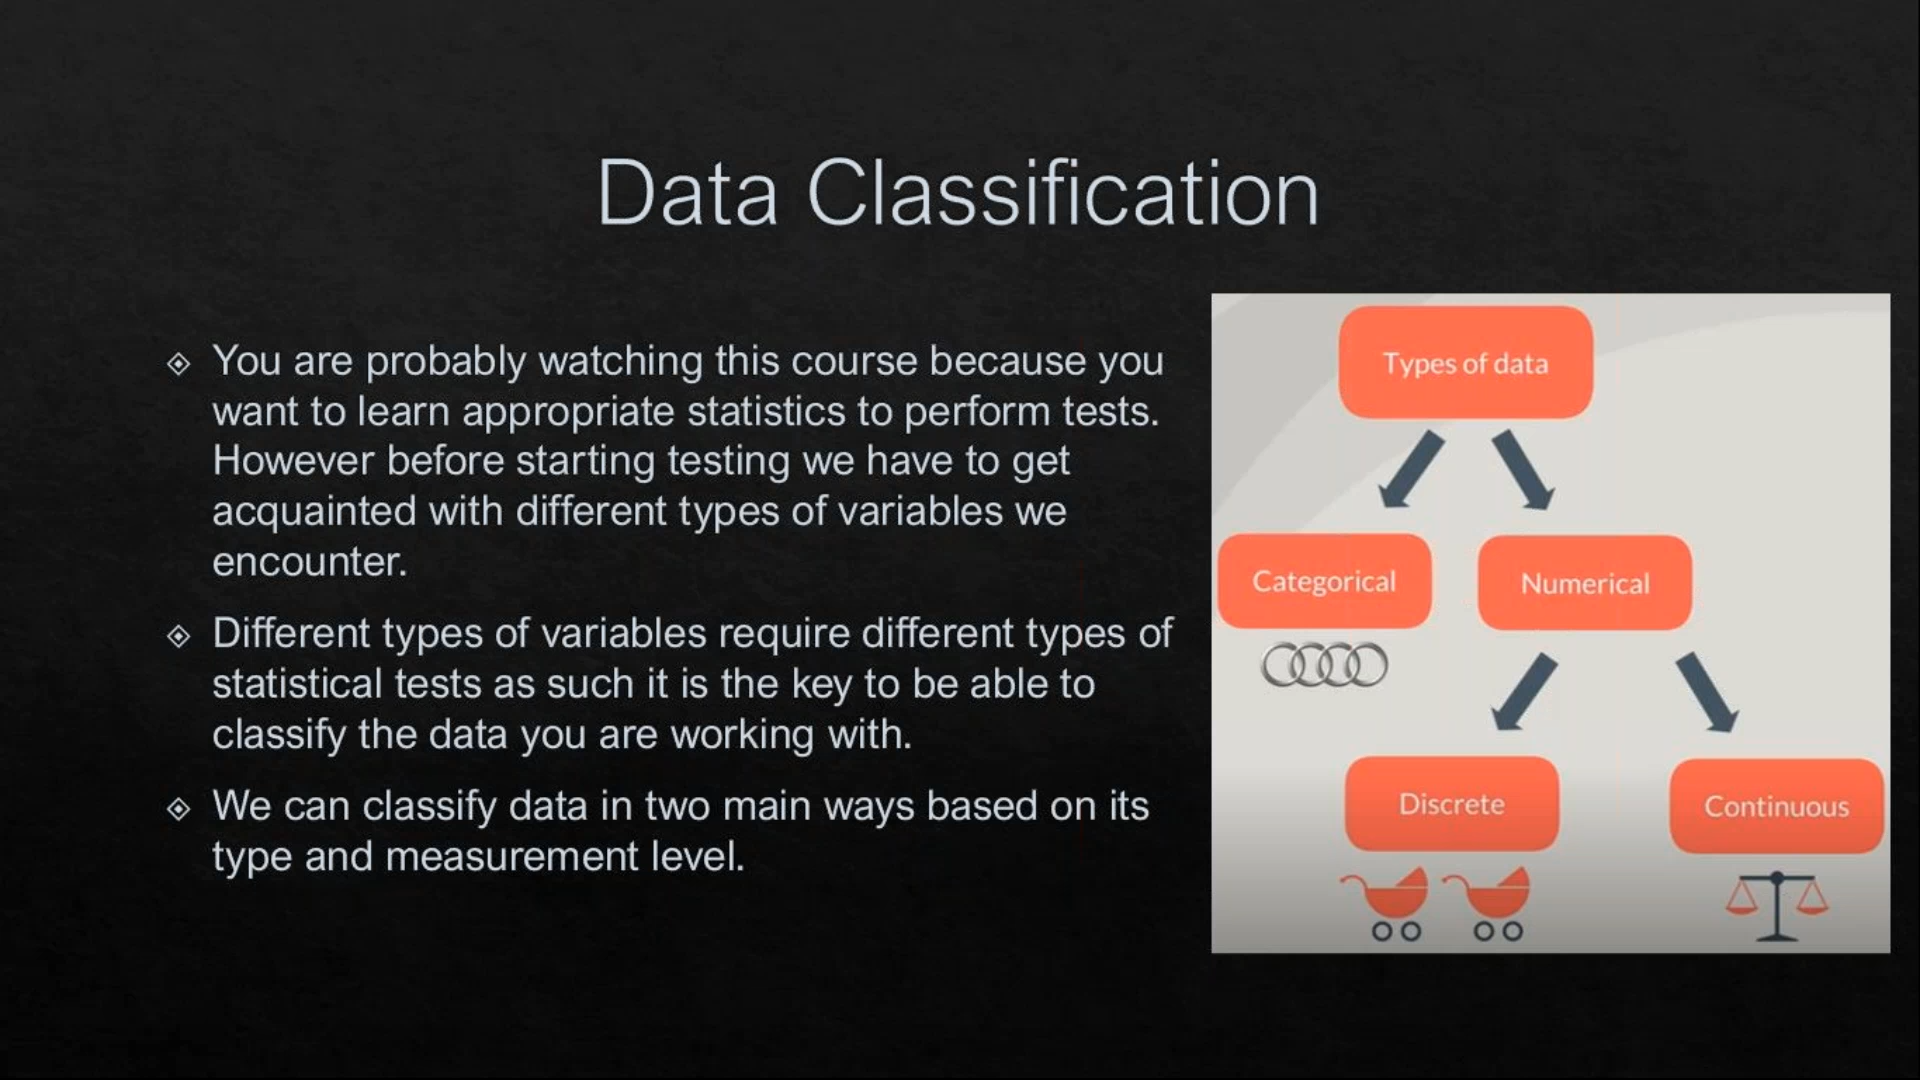 Data Classification
You are probably watching this course because you
want to learn appropriate statistics to perform tests.
However before starting testing we have to get
acquainted with different types of variables we
encounter.
Different types of variables require different types of
statistical tests as such it is the key to be able to
classify the data you are working with.
We can classify data in two main ways based on its
type and measurement level.
Types of data
Categorical
Numerical
Discrete
Continuous